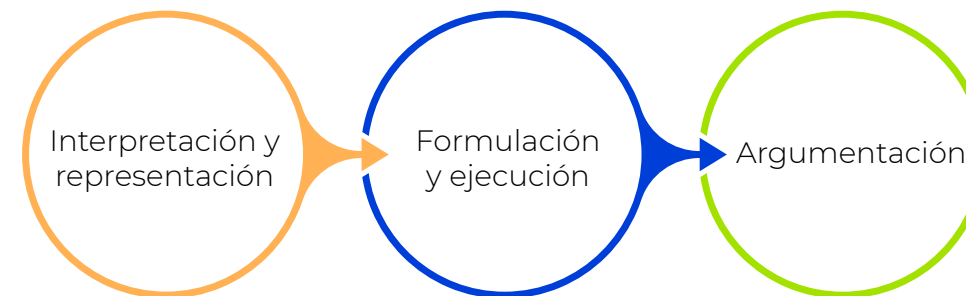 Interpretación y
representación
Formulación
y ejecución
Argumentación